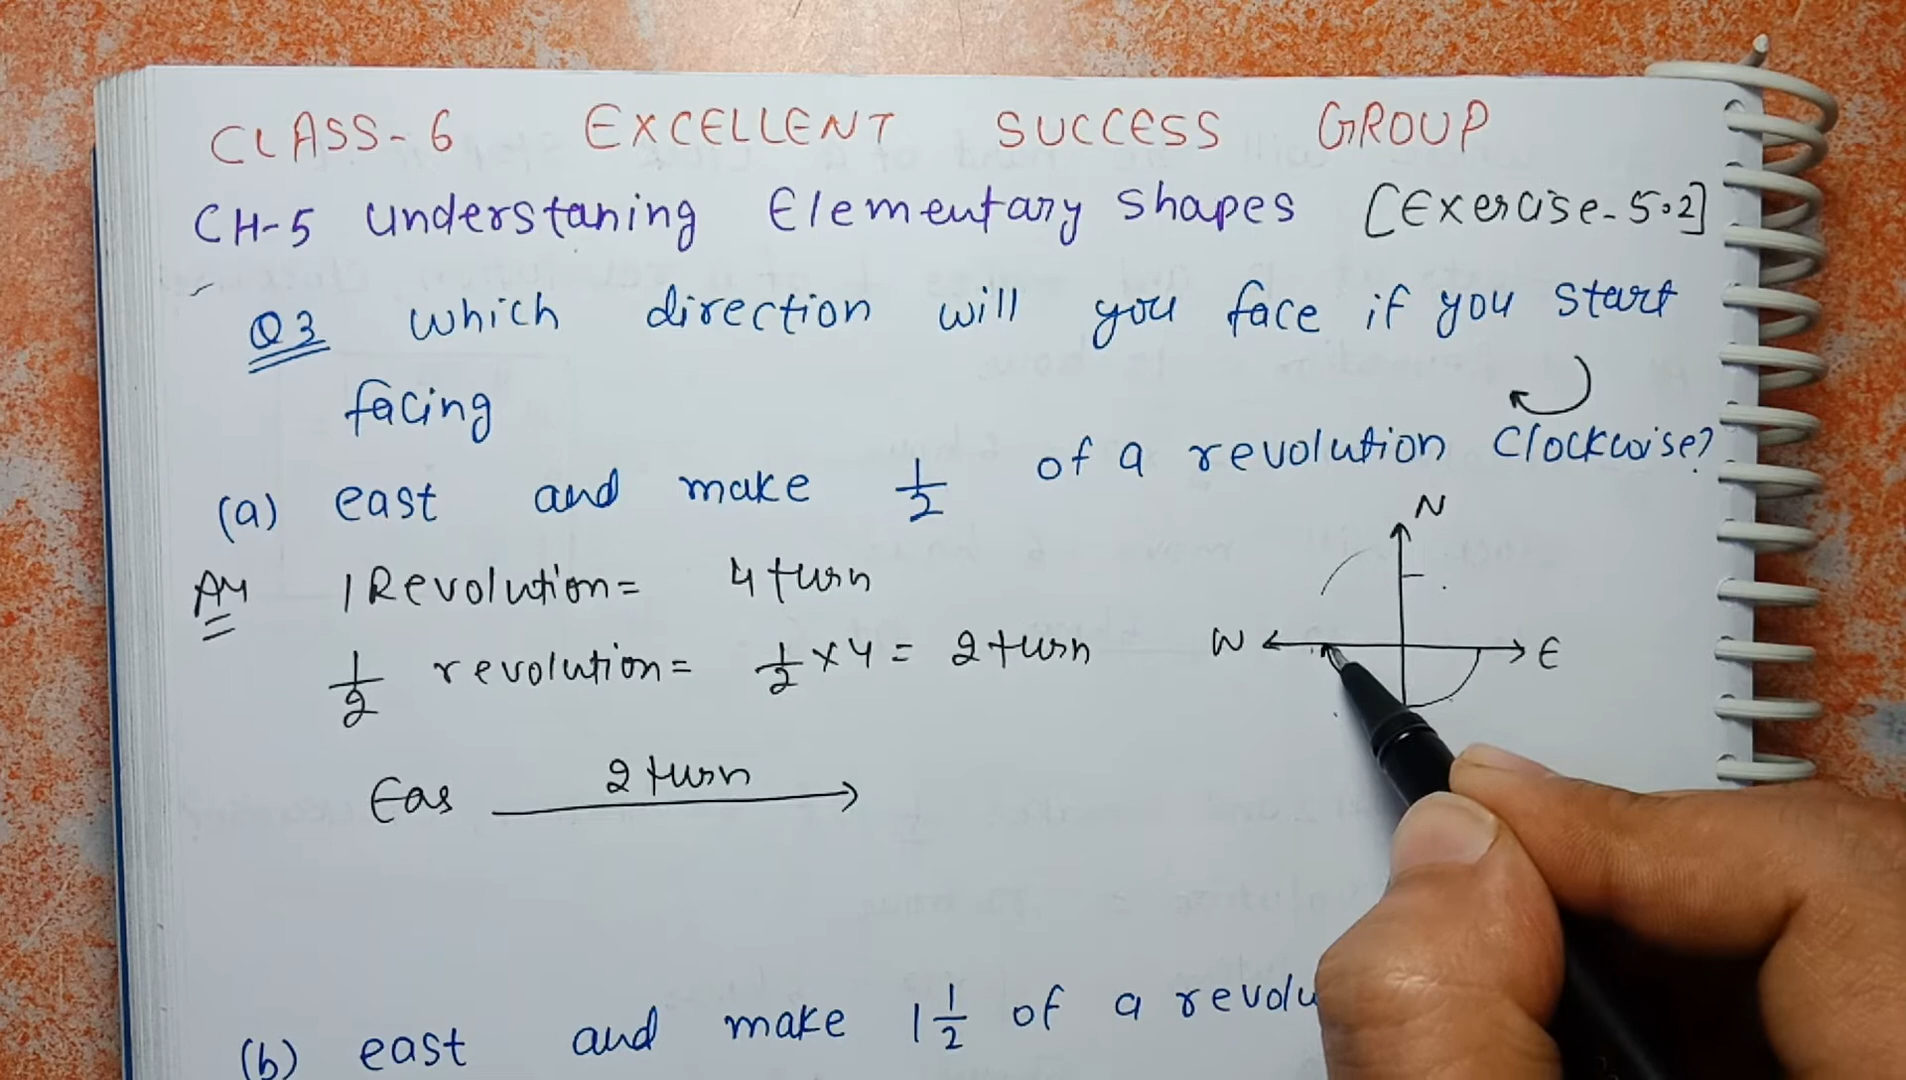 CLASS-6 EXCELLENT SUCCESS GROUP
CH-5 Understaning Elementary Shapes [Exercise-5.2]
Q3 which direction will you face if you start
facing
(a) east and make 1/2 of a revolution clockwise?
1 Revolution = 4 turn
1/2 revolution = 1/2 × 4 = 2 turn
Eas 2 turn
N
W E
(b) east and make 1 1/2 of a revolu